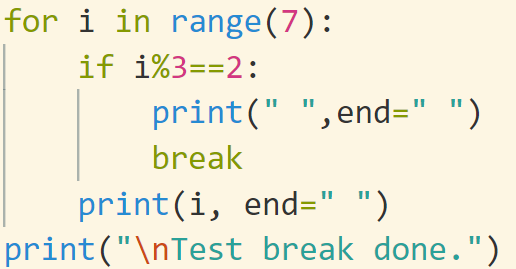 for i in range(7):
    if i%3==2:
        print(" ",end=" ")
        break
    print(i, end=" ")
print("\nTest break done.")